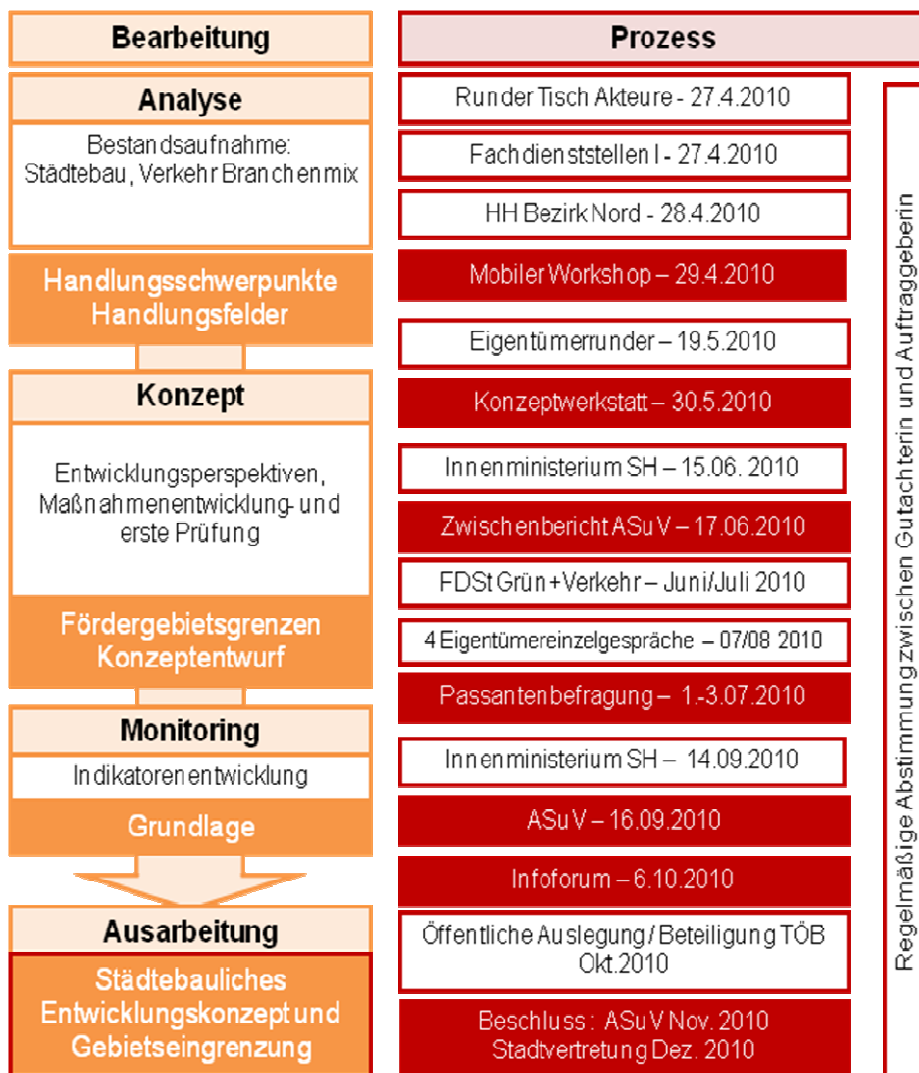 Bearbeitung
Analyse
Bestandsaufnahme:
Städtebau, Verkehr Branchenmix
Handlungsschwerpunkte
Handlungsfelder
Konzept
Entwicklungsperspektiven,
Maßnahmenentwicklung- und
erste Prüfung
Fördergebietsgrenzen
Konzeptentwurf
Monitoring
Indikatorenentwicklung
Grundlage
Ausarbeitung
Städtebauliches
Entwicklungskonzept und
Gebietseingrenzung
Prozess
Runder Tisch Akteure - 27.4.2010
Fachdienststellen I - 27.4.2010
HH Bezirk Nord - 28.4.2010
Mobiler Workshop – 29.4.2010
Eigentümerrunder – 19.5.2010
Konzeptwerkstatt – 30.5.2010
Innenministerium SH – 15.06. 2010
Zwischenbericht ASuV – 17.06.2010
FDSt Grün+Verkehr – Juni/Juli 2010
4 Eigentümereinzelgespräche – 07/08 2010
Passantenbefragung – 1.-3.07.2010
Innenministerium SH – 14.09.2010
ASuV – 16.09.2010
Infoforum – 6.10.2010
Öffentliche Auslegung / Beteiligung TÖB
Okt.2010
Beschluss: ASuV Nov. 2010
Stadtvertretung Dez. 2010
Regelmäßige Abstimmung zwischen Gutachterin und Auftraggeberin